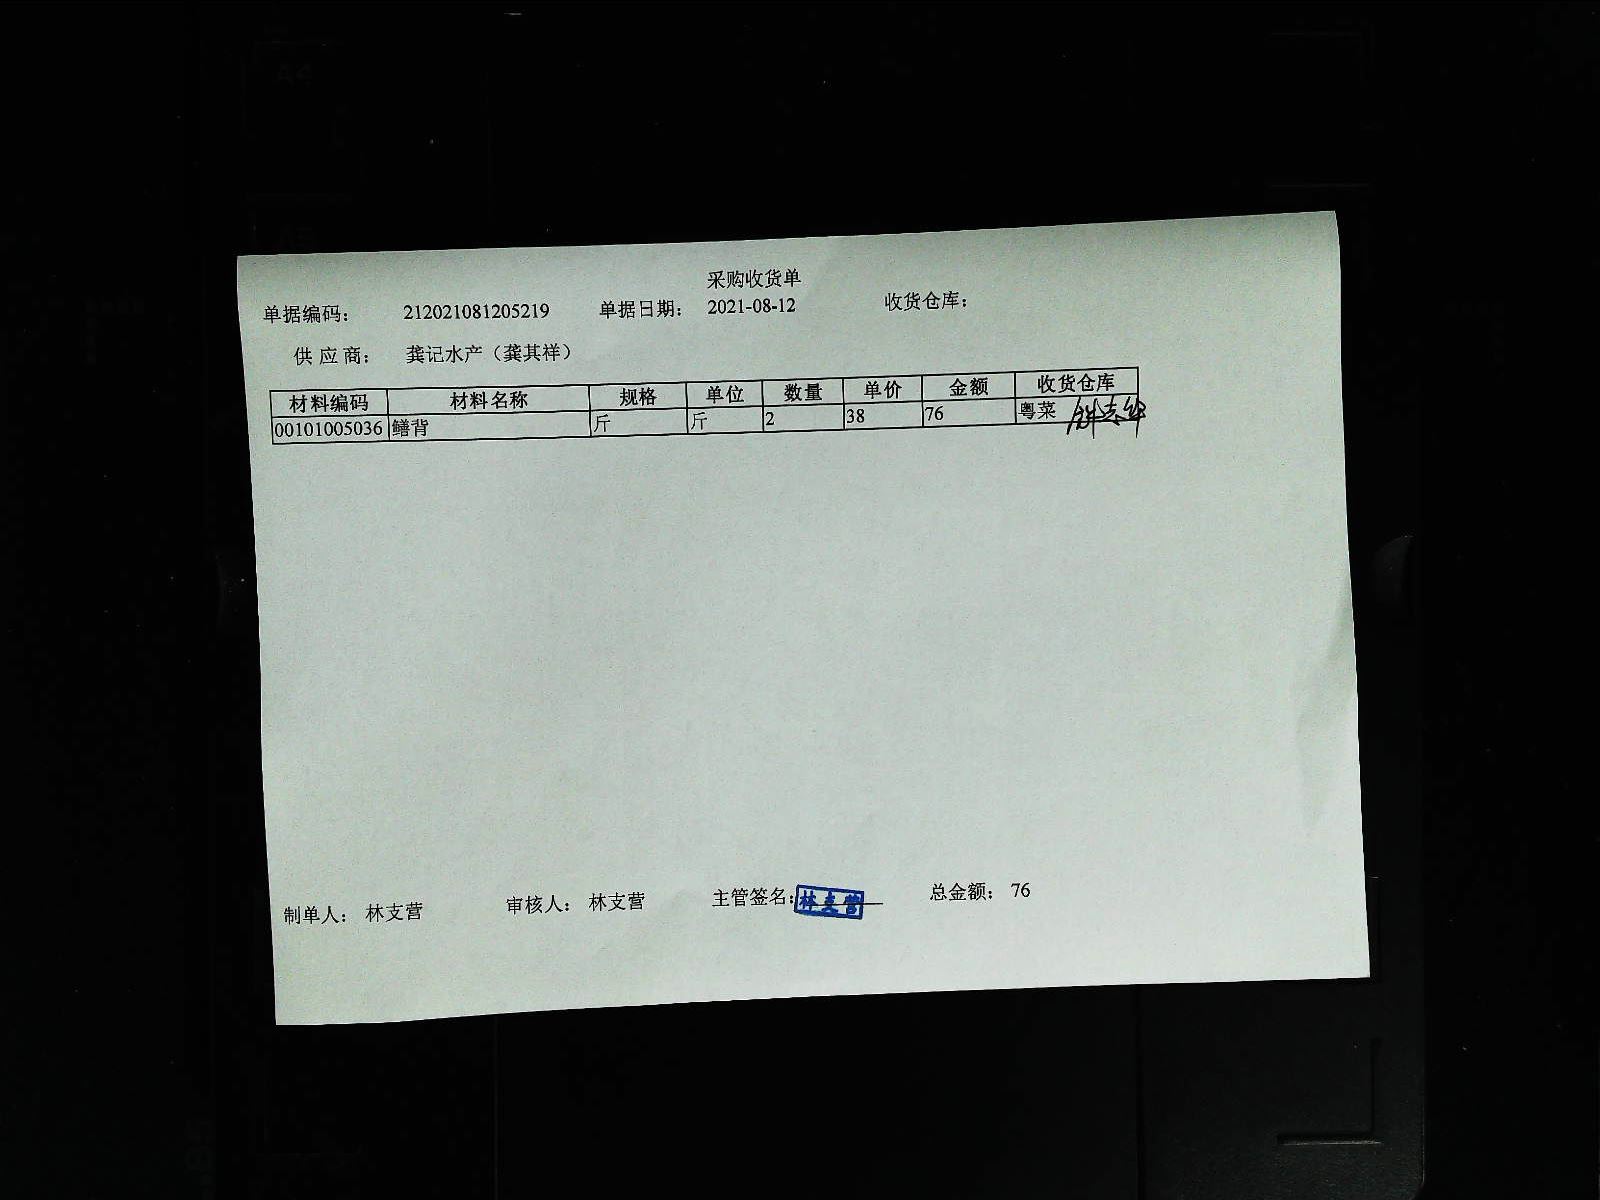 采购收货单
单据编码： 212021081205219 单据日期： 2021-08-12 收货仓库：
供 应 商： 龚记水产（龚其祥）
材料编码 材料名称 规格 单位 数量 单价 金额 收货仓库
00101005036 鳝背 斤 斤 2 38 76 粤菜
制单人： 林支营 审核人： 林支营 主管签名: 林支营 总金额： 76